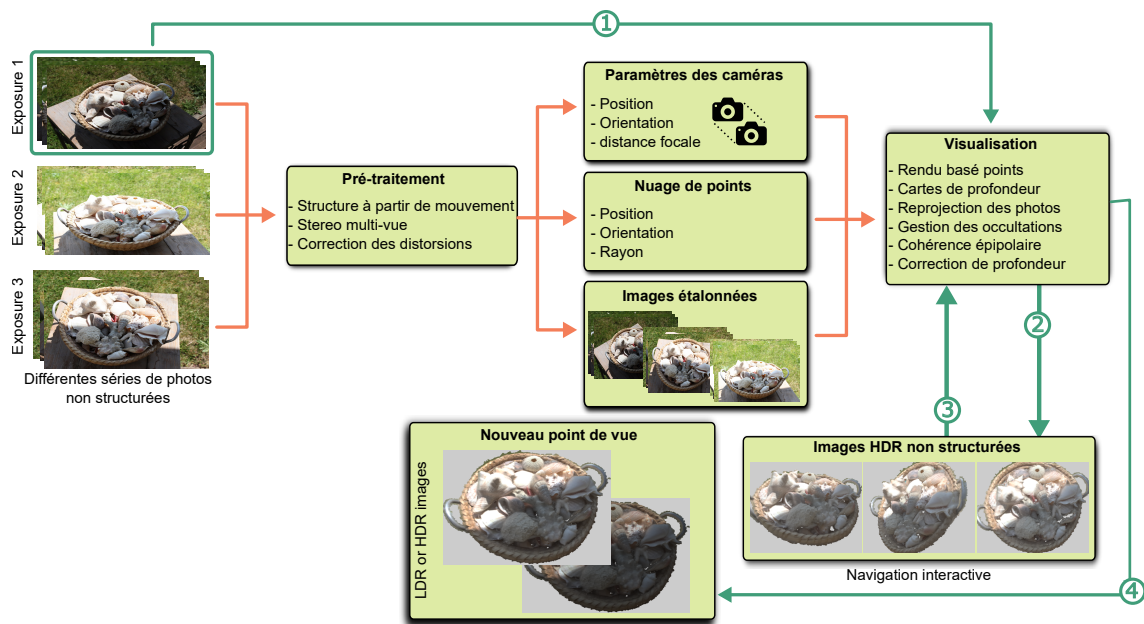 ①
Exposure 1
Exposure 2
Exposure 3
Différentes séries de photos
non structurées
Pré-traitement
- Structure à partir de mouvement
- Stereo multi-vue
- Correction des distorsions
Paramètres des caméras
- Position
- Orientation
- distance focale
Nuage de points
- Position
- Orientation
- Rayon
Images étalonnées
Visualisation
- Rendu basé points
- Cartes de profondeur
- Reprojection des photos
- Gestion des occultations
- Cohérence épipolaire
- Correction de profondeur
②
③
Nouveau point de vue
LDR or HDR images
Images HDR non structurées
Navigation interactive
④